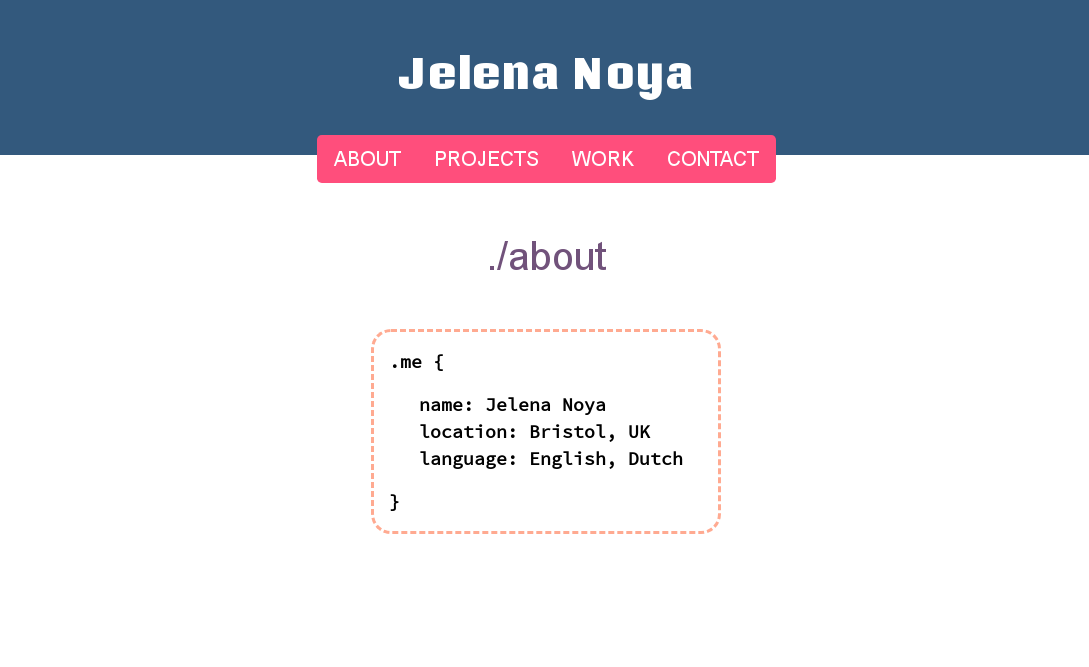 Jelena Noya
ABOUT PROJECTS WORK CONTACT
./about
.me {
name: Jelena Noya
location: Bristol, UK
language: English, Dutch
}